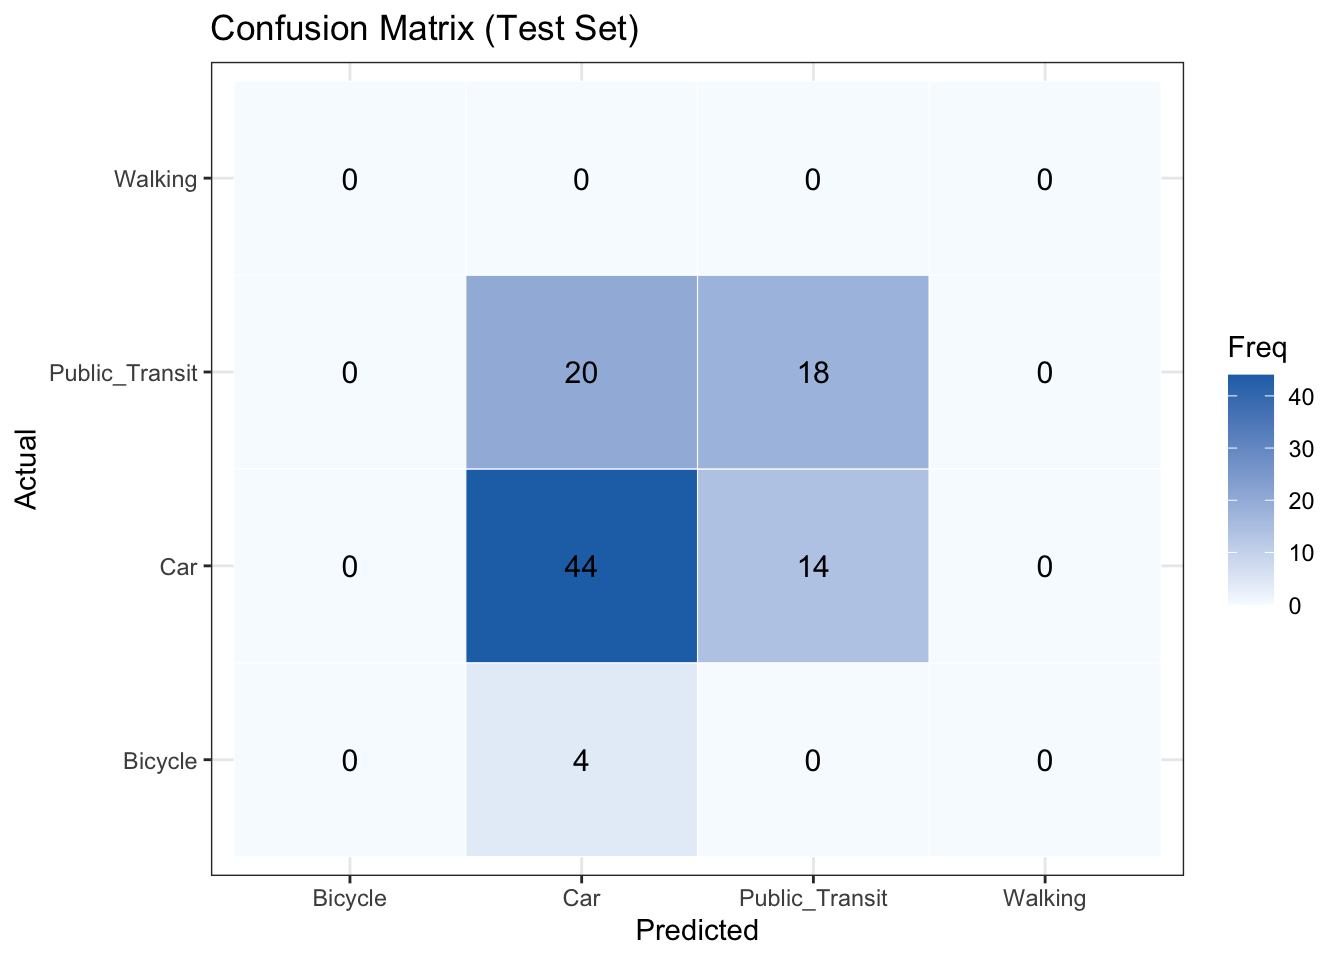 Confusion Matrix (Test Set)
Walking
0 0 0 0
Public_Transit
0 20 18 0
Car
0 44 14 0
Bicycle
0 4 0 0
Actual
Bicycle Car Public_Transit Walking
Predicted
Freq
40
30
20
10
0